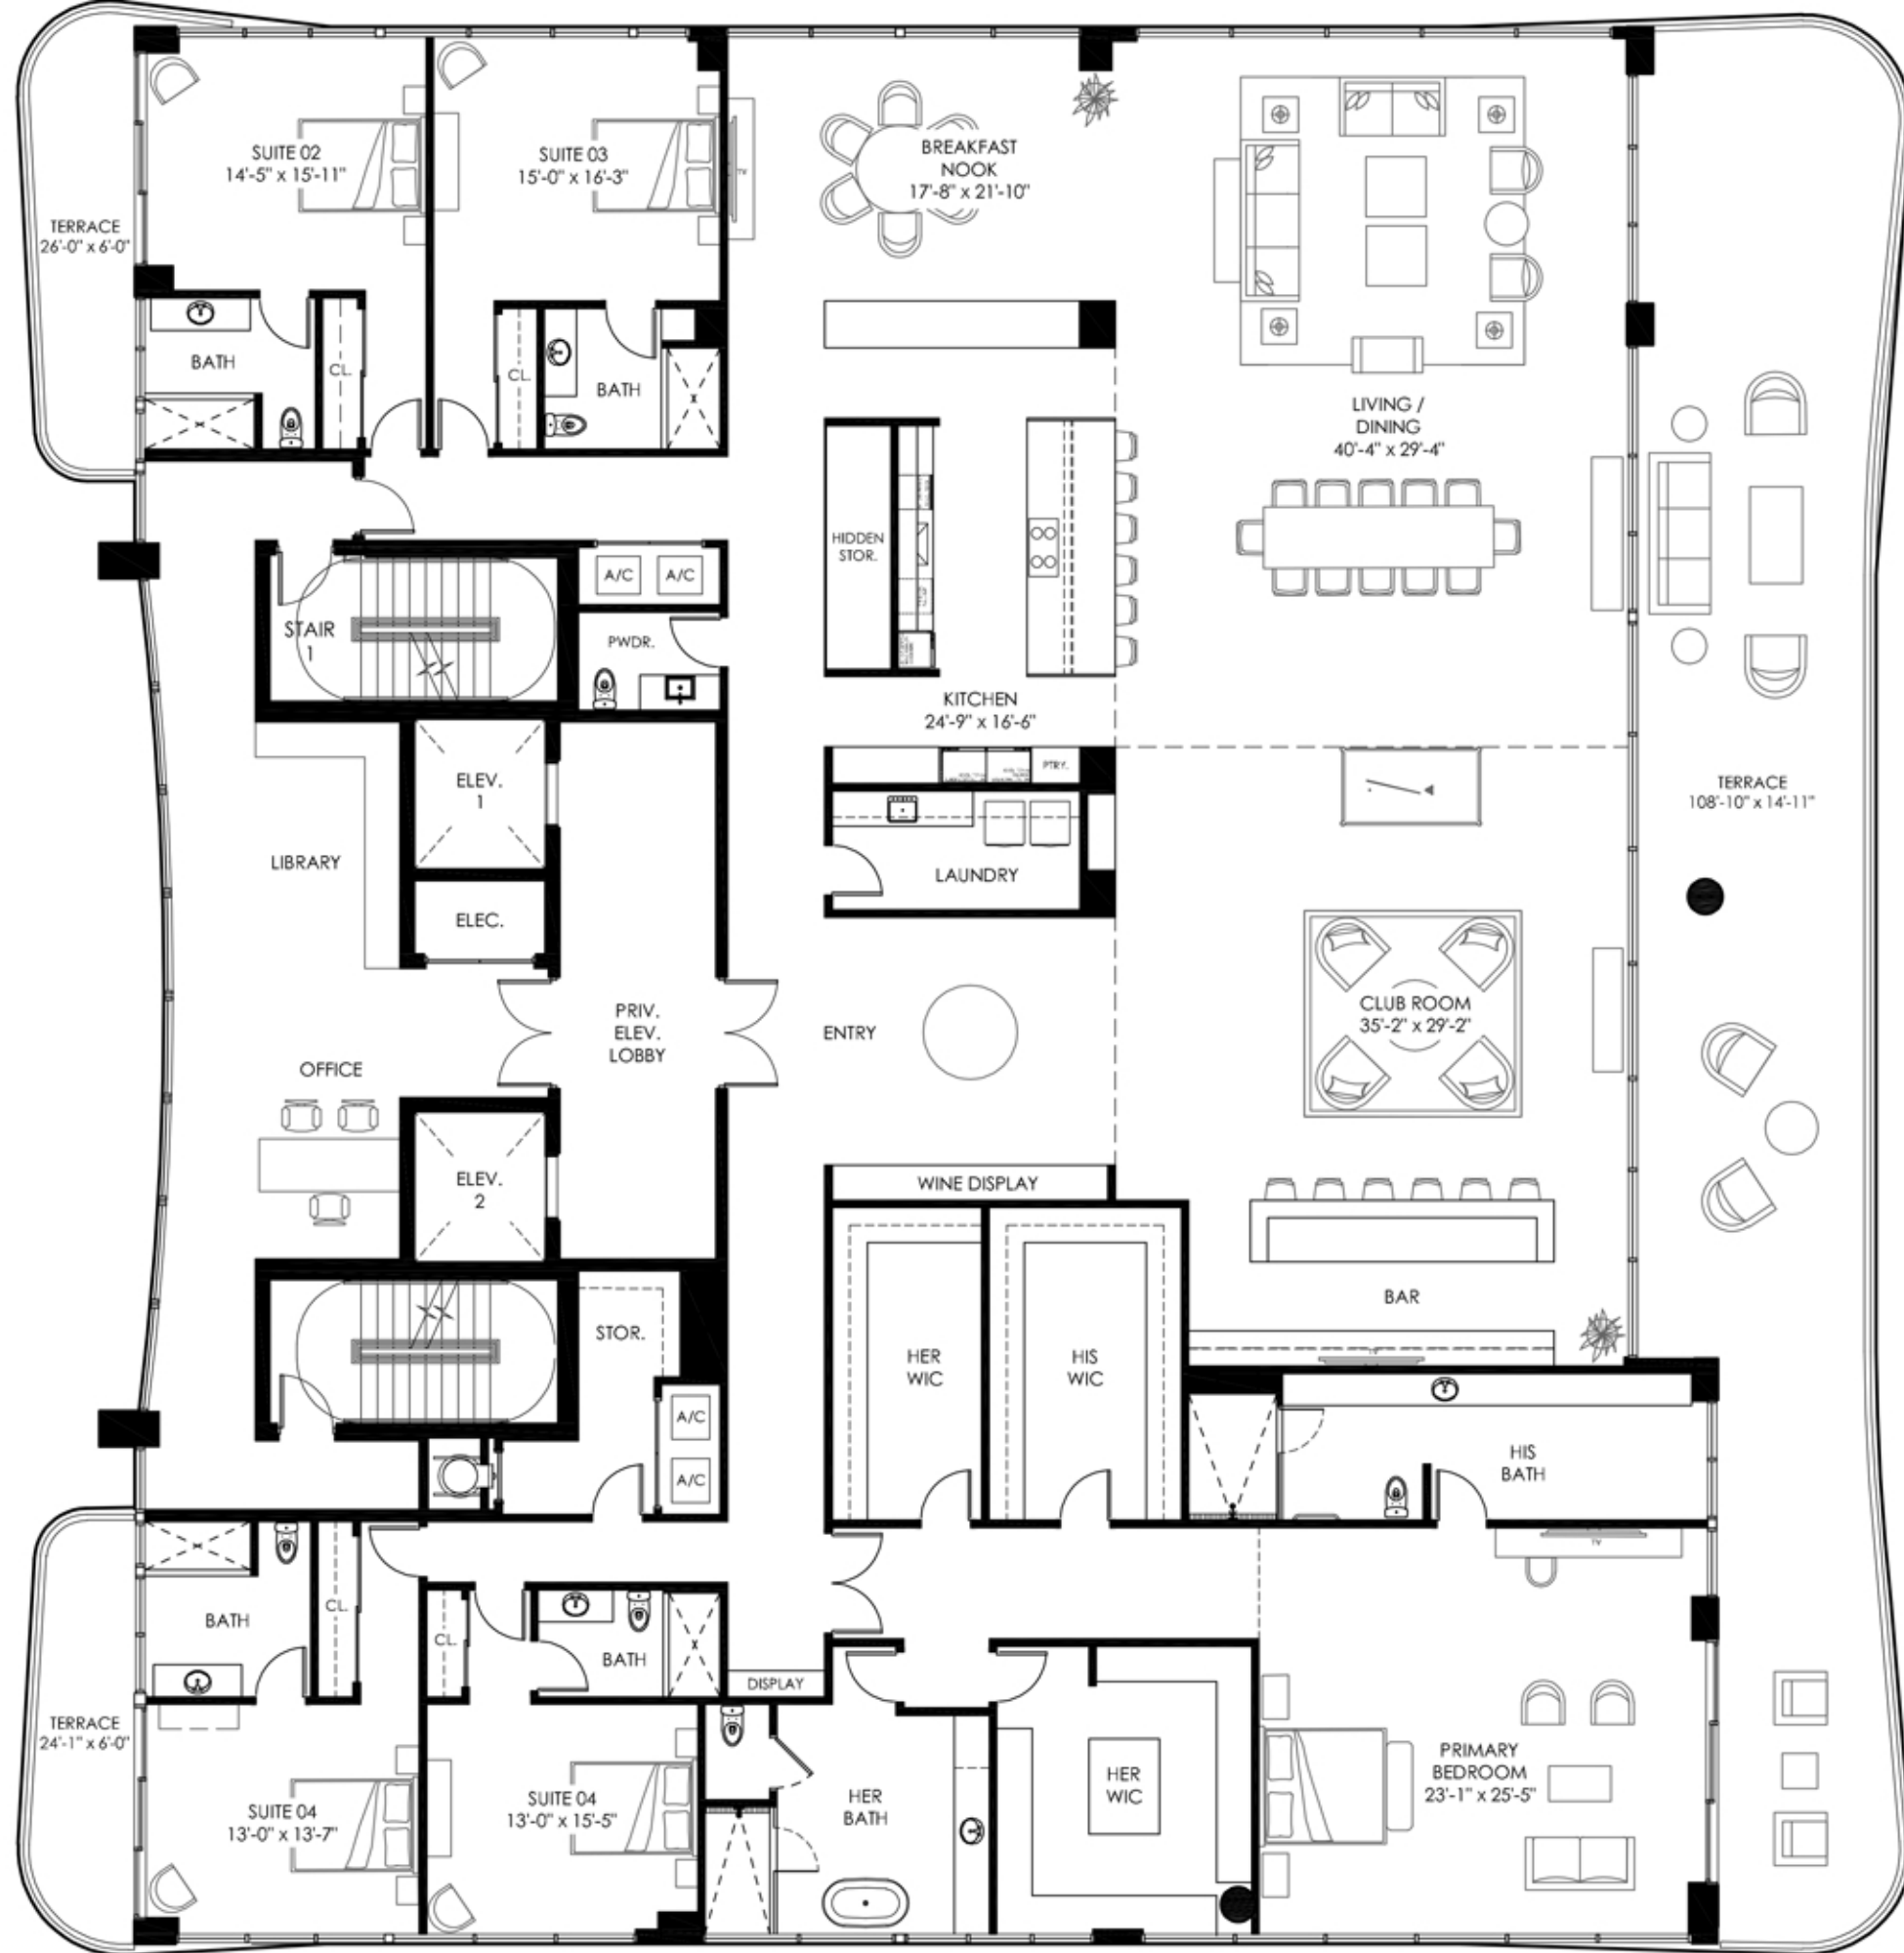 SUITE 02
14'-5" x 15'-11"
SUITE 03
15'-0" x 16'-3"
TV
BREAKFAST
NOOK
17'-8" x 21'-10"
TERRACE
26'-0" x 6'-0"
BATH
CL.
CL.
BATH
LIVING /
DINING
40'-4" x 29'-4"
HIDDEN
STOR.
A/C
A/C
STAIR
1
PWDR.
KITCHEN
24'-9" x 16'-6"
PTRY.
ELEV.
1
TERRACE
108'-10" x 14'-11"
LIBRARY
LAUNDRY
ELEC.
PRIV.
ELEV.
LOBBY
ENTRY
CLUB ROOM
35'-2" x 29'-2"
OFFICE
ELEV.
2
WINE DISPLAY
BAR
STOR.
TV
HER
WIC
HIS
WIC
A/C
A/C
HIS
BATH
TV
BATH
CL.
CL.
BATH
DISPLAY
TERRACE
24'-1" x 6'-0"
SUITE 04
13'-0" x 13'-7"
SUITE 04
13'-0" x 15'-5"
HER
BATH
HER
WIC
PRIMARY
BEDROOM
23'-1" x 25'-5"